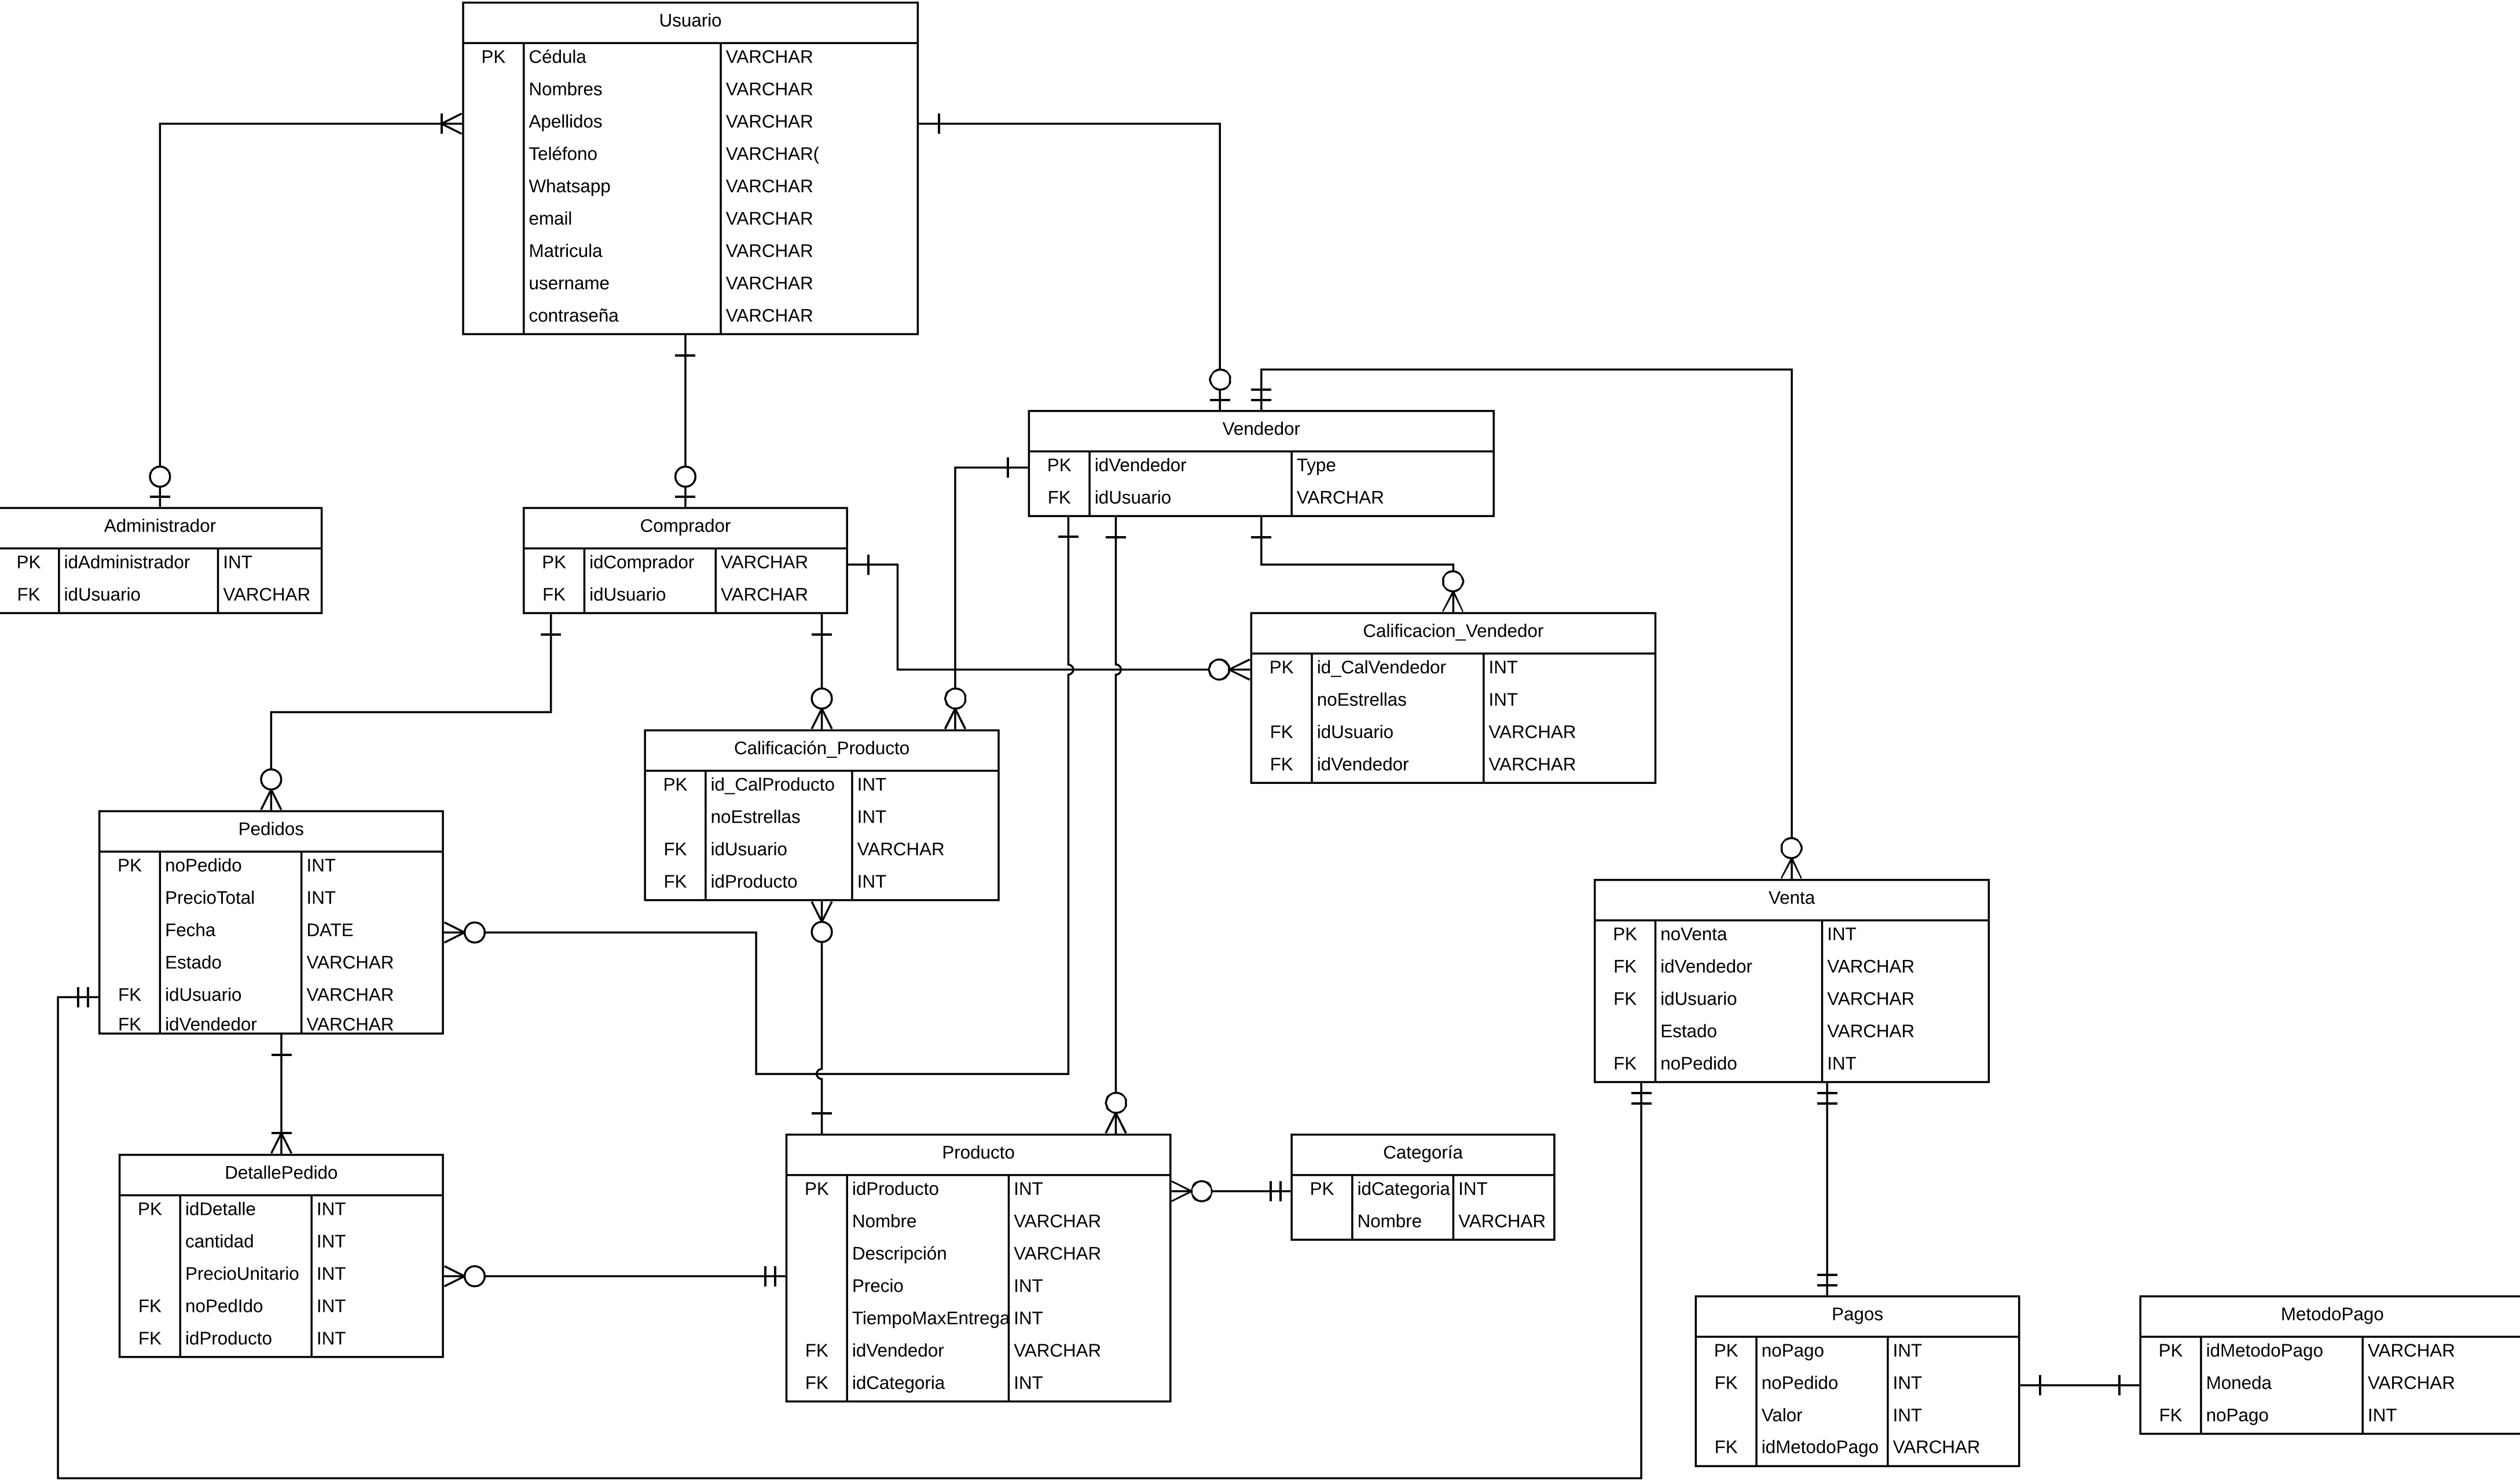 Usuario
PK Cédula VARCHAR
Nombres VARCHAR
Apellidos VARCHAR
Teléfono VARCHAR(
Whatsapp VARCHAR
email VARCHAR
Matricula VARCHAR
username VARCHAR
contraseña VARCHAR
Vendedor
PK idVendedor Type
FK idUsuario VARCHAR
Administrador
PK idAdministrador INT
FK idUsuario VARCHAR
Comprador
PK idComprador VARCHAR
FK idUsuario VARCHAR
Calificacion_Vendedor
PK id_CalVendedor INT
noEstrellas INT
FK idUsuario VARCHAR
FK idVendedor VARCHAR
Calificación_Producto
PK id_CalProducto INT
noEstrellas INT
FK idUsuario VARCHAR
FK idProducto INT
Pedidos
PK noPedido INT
PrecioTotal INT
Fecha DATE
Estado VARCHAR
FK idUsuario VARCHAR
FK idVendedor VARCHAR
Venta
PK noVenta INT
FK idVendedor VARCHAR
FK idUsuario VARCHAR
Estado VARCHAR
FK noPedido INT
DetallePedido
PK idDetalle INT
cantidad INT
PrecioUnitario INT
FK noPedIdo INT
FK idProducto INT
Producto
PK idProducto INT
Nombre VARCHAR
Descripción VARCHAR
Precio INT
TiempoMaxEntrega INT
FK idVendedor VARCHAR
FK idCategoria INT
Categoría
PK idCategoria INT
Nombre VARCHAR
Pagos
PK noPago INT
FK noPedido INT
Valor INT
FK idMetodoPago VARCHAR
MetodoPago
PK idMetodoPago VARCHAR
Moneda VARCHAR
FK noPago INT